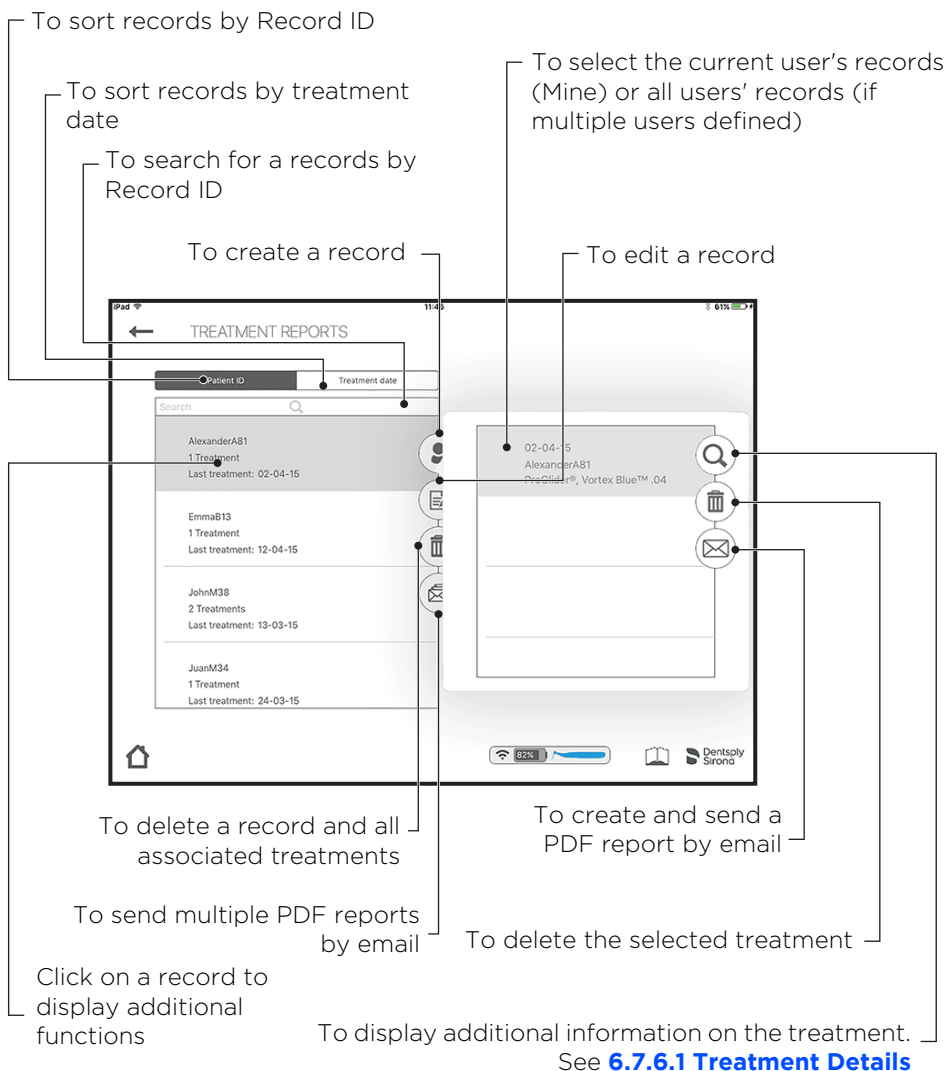 To sort records by Record ID
To select the current user's records
(Mine) or all users' records (if
multiple users defined)
To sort records by treatment
date
To search for a records by
Record ID
To create a record
To edit a record
iPad
11:45
61%
TREATMENT REPORTS
Patient ID
Treatment date
Search
AlexanderA81
1 Treatment
Last treatment: 02-04-15
EmmaB13
1 Treatment
Last treatment: 12-04-15
JohnM38
2 Treatments
Last treatment: 13-03-15
JuanM34
1 Treatment
Last treatment: 24-03-15
02-04-15
AlexanderA81
ProGlider®, Vortex Blue™ .04
82%
Dentsply
Sirona
To delete a record and all
associated treatments
To create and send a
PDF report by email
To send multiple PDF reports
by email
To delete the selected treatment
Click on a record to
display additional
functions
To display additional information on the treatment.
See 6.7.6.1 Treatment Details